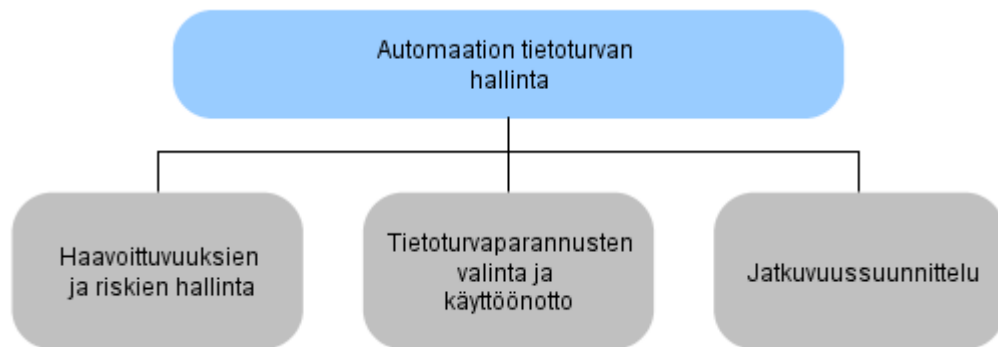 Automaation tietoturvan
hallinta
Haavoittuvuuksien
ja riskien hallinta
Tietoturvaparannusten
valinta ja
käyttöönotto
Jatkuvuussuunnittelu